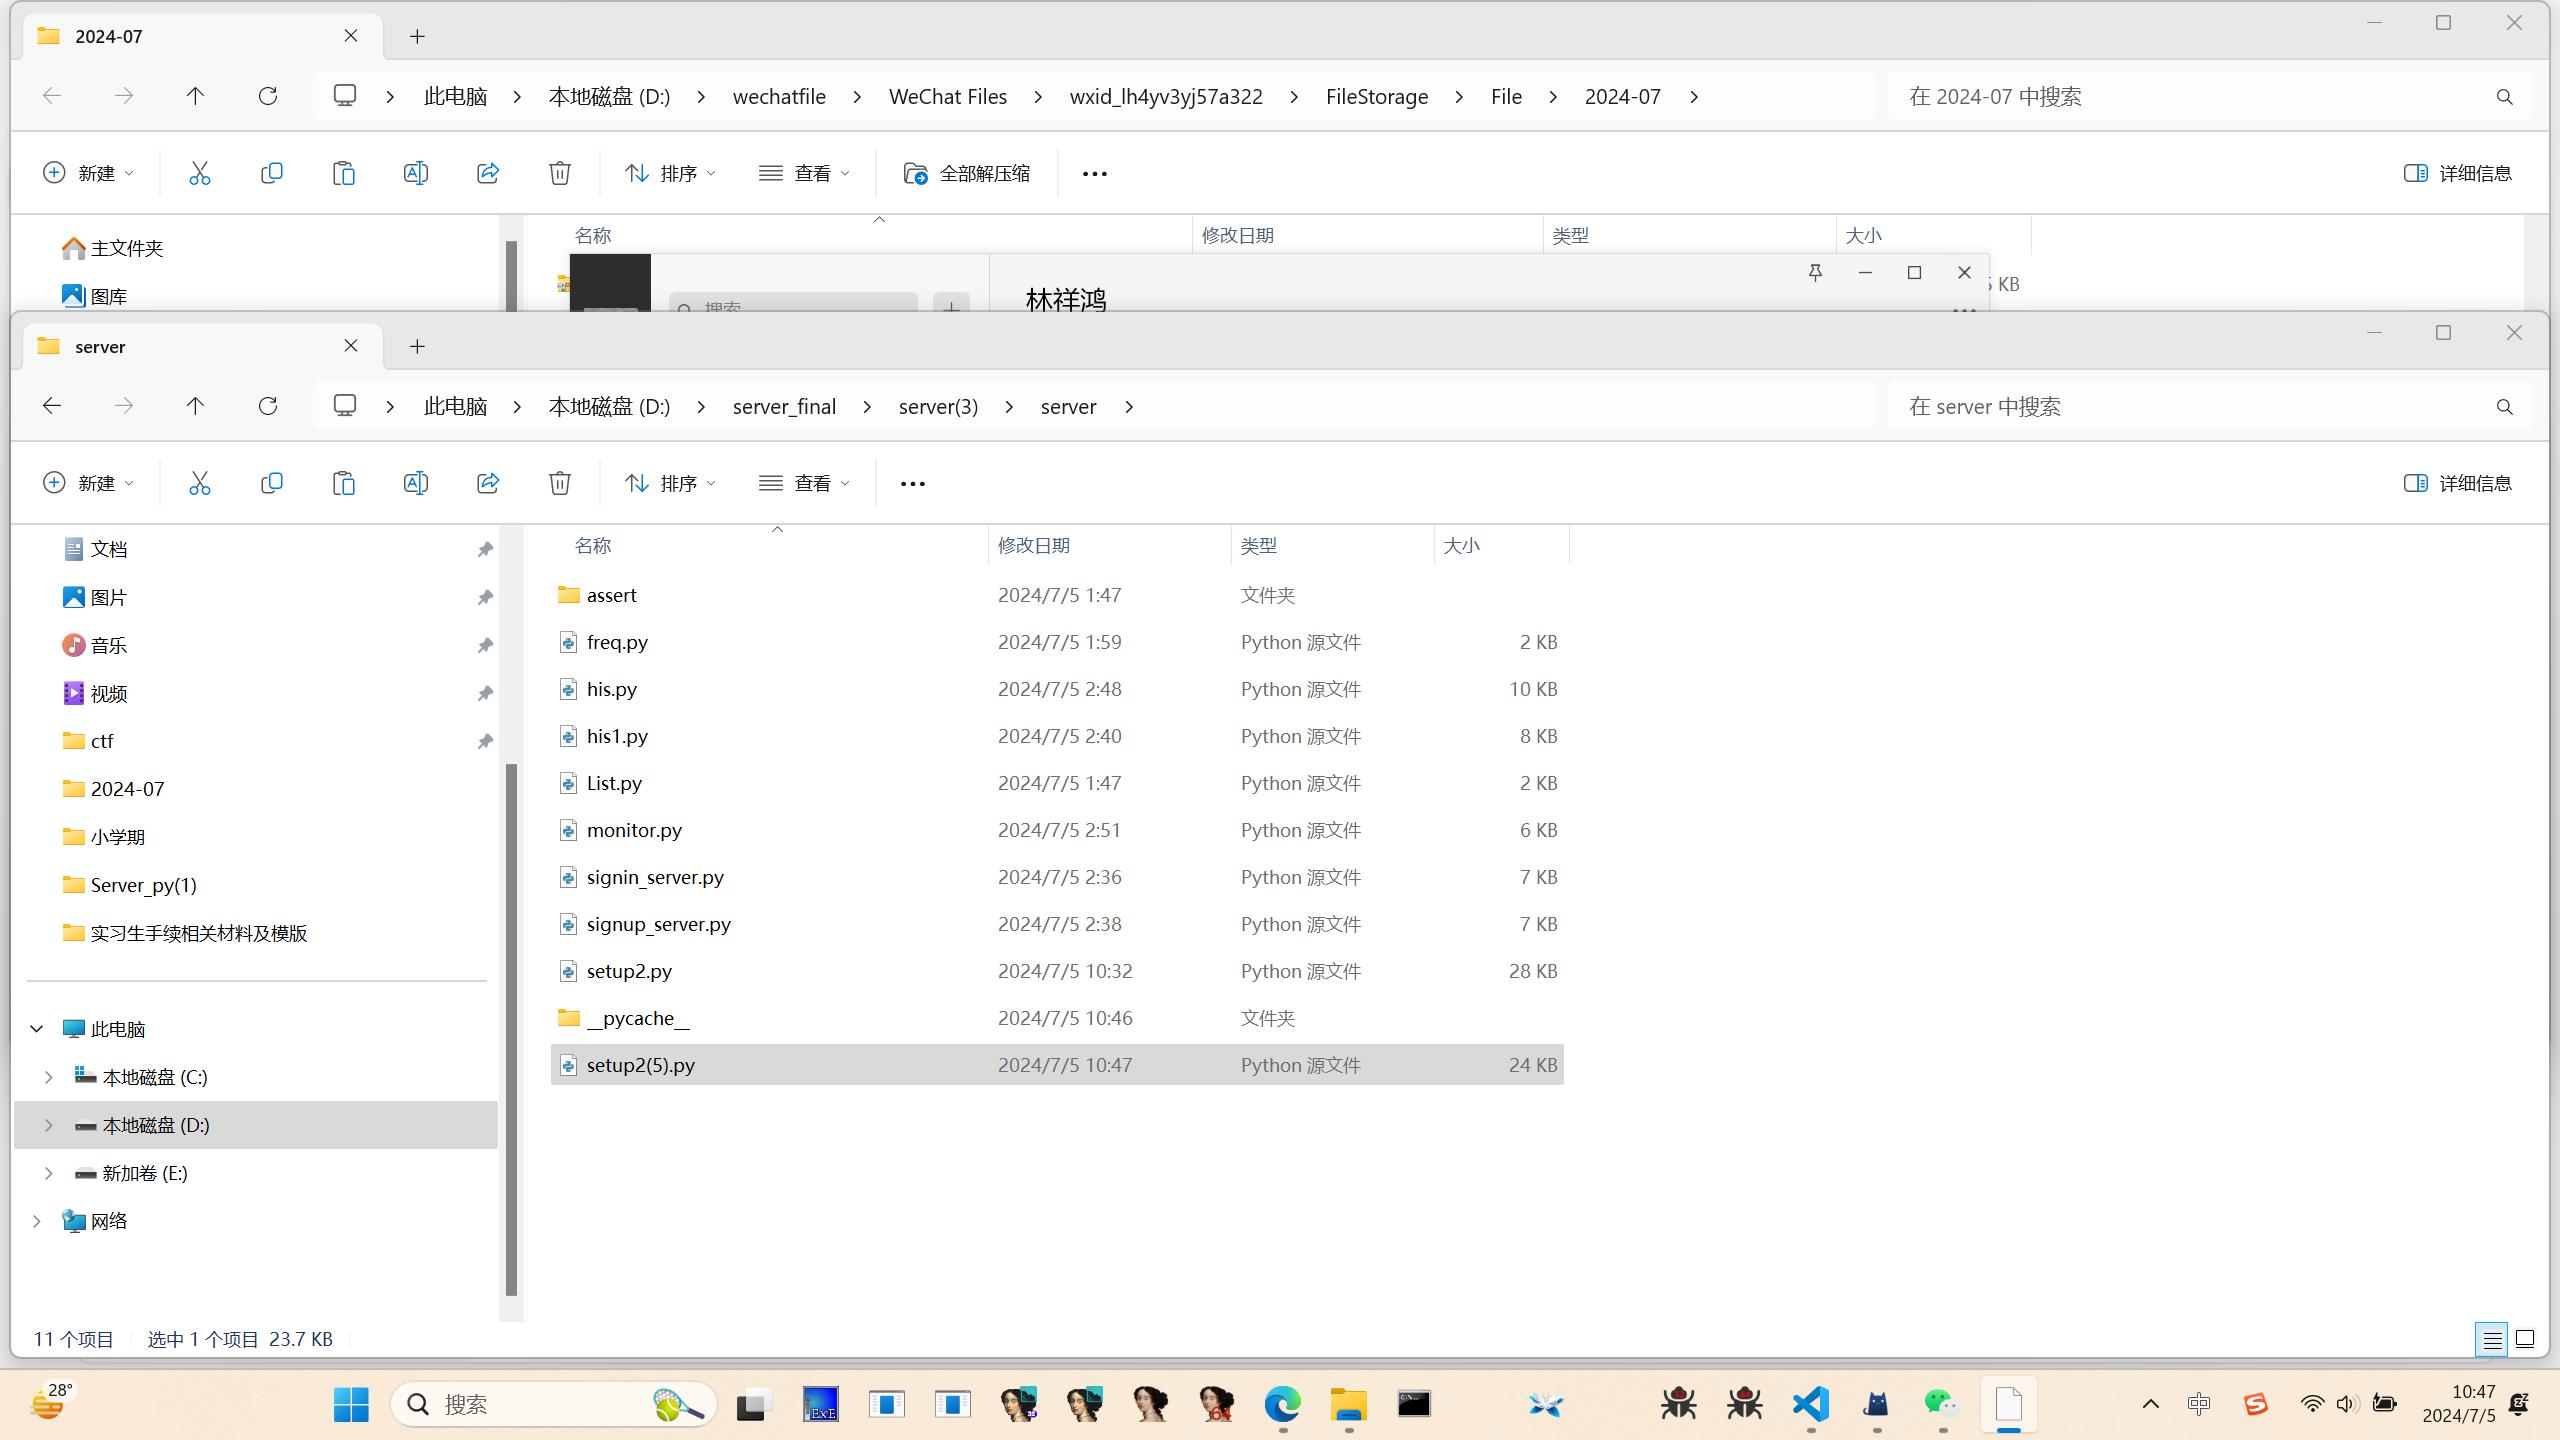 2024-07
此电脑 本地磁盘 (D:) wechatfile WeChat Files wxid_lh4yv3yj57a322 FileStorage File 2024-07
在 2024-07 中搜索
新建 排序 查看 全部解压缩 详细信息
主文件夹
图库
名称 修改日期 类型 大小
KB
搜索
林祥鸿
server
此电脑 本地磁盘 (D:) server_final server(3) server
在 server 中搜索
新建 排序 查看 详细信息
文档
图片
音乐
视频
ctf
2024-07
小学期
Server_py(1)
实习生手续相关材料及模版
此电脑
本地磁盘 (C:)
本地磁盘 (D:)
新加卷 (E:)
网络
名称 修改日期 类型 大小
assert 2024/7/5 1:47 文件夹
freq.py 2024/7/5 1:59 Python 源文件 2 KB
his.py 2024/7/5 2:48 Python 源文件 10 KB
his1.py 2024/7/5 2:40 Python 源文件 8 KB
List.py 2024/7/5 1:47 Python 源文件 2 KB
monitor.py 2024/7/5 2:51 Python 源文件 6 KB
signin_server.py 2024/7/5 2:36 Python 源文件 7 KB
signup_server.py 2024/7/5 2:38 Python 源文件 7 KB
setup2.py 2024/7/5 10:32 Python 源文件 28 KB
__pycache__ 2024/7/5 10:46 文件夹
setup2(5).py 2024/7/5 10:47 Python 源文件 24 KB
11 个项目 选中 1 个项目 23.7 KB
28°
搜索
ExE
64
中
10:47
2024/7/5